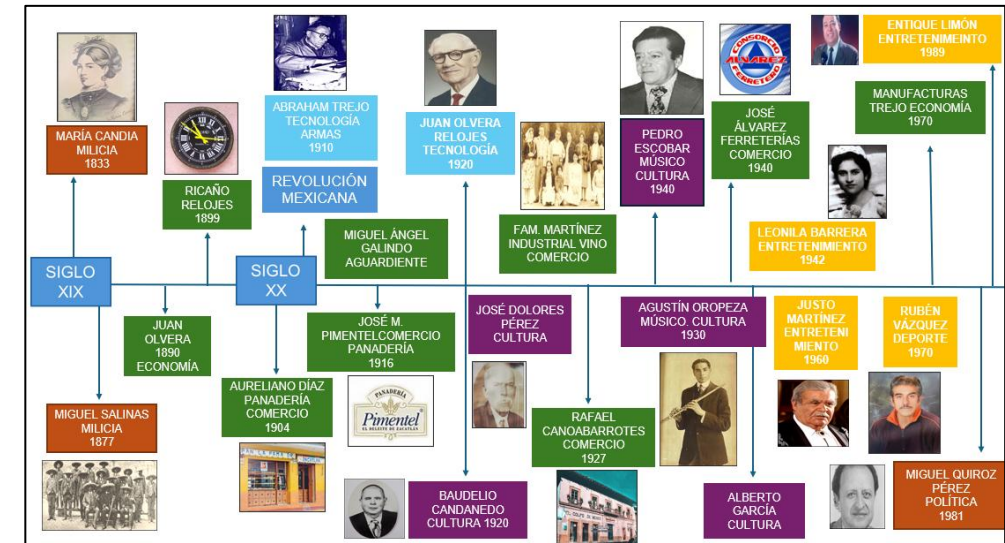 MARÍA CANDIA
MILICIA
1833
RICAÑO
RELOJES
1899
ABRAHAM TREJO
TECNOLOGÍA
ARMAS
1910
REVOLUCIÓN
MEXICANA
MIGUEL ÁNGEL
GALINDO
AGUARDIENTE
JUAN OLVERA
RELOJES
TECNOLOGÍA
1920
FAM. MARTÍNEZ
INDUSTRIAL VINO
COMERCIO
PEDRO
ESCOBAR
MÚSICO
CULTURA
1940
CONSORCIO
ALVAREZ
FERRETERO
JOSÉ
ÁLVAREZ
FERRETERÍAS
COMERCIO
1940
ENTIQUE LIMÓN
ENTRETENIMEINTO
1989
MANUFACTURAS
TREJO ECONOMÍA
1970
LEONILA BARRERA
ENTRETENIMIENTO
1942
SIGLO
XIX
SIGLO
XX
JUAN
OLVERA
1890
ECONOMÍA
MIGUEL SALINAS
MILICIA
1877
AURELIANO DÍAZ
PANADERÍA
COMERCIO
1904
JOSÉ M.
PIMENTELCOMERCIO
PANADERÍA
1916
PANADERÍA
Pimentel
EL DELEITE DE ZACATLÁN
JOSÉ DOLORES
PÉREZ
CULTURA
BAUDELIO
CANDANEDO
CULTURA 1920
RAFAEL
CANOABARROTES
COMERCIO
1927
AGUSTÍN OROPEZA
MÚSICO. CULTURA
1930
ALBERTO
GARCÍA
CULTURA
JUSTO
MARTÍNEZ
ENTRETENI
MIENTO
1960
RUBÉN
VÁZQUEZ
DEPORTE
1970
MIGUEL QUIROZ
PÉREZ
POLÍTICA
1981